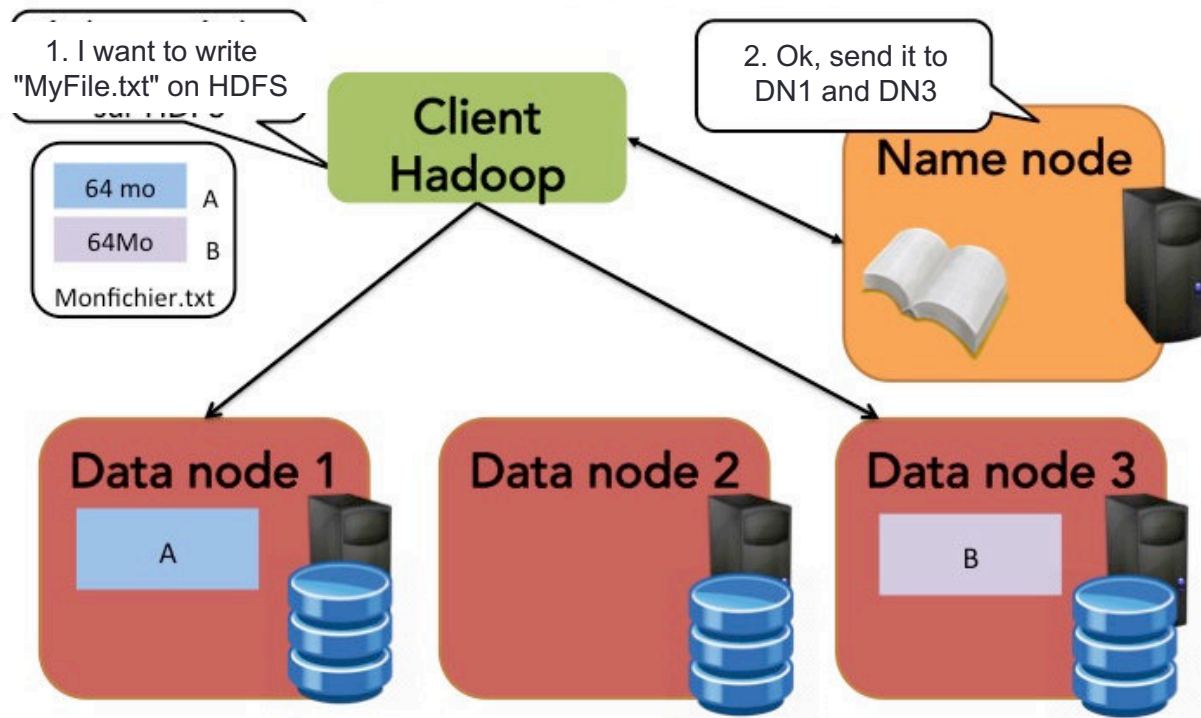 1. I want to write
"MyFile.txt" on HDFS
2. Ok, send it to
DN1 and DN3
Client
Hadoop
Name node
64 mo
A
64Mo
B
Monfichier.txt
Data node 1
A
Data node 2
Data node 3
B